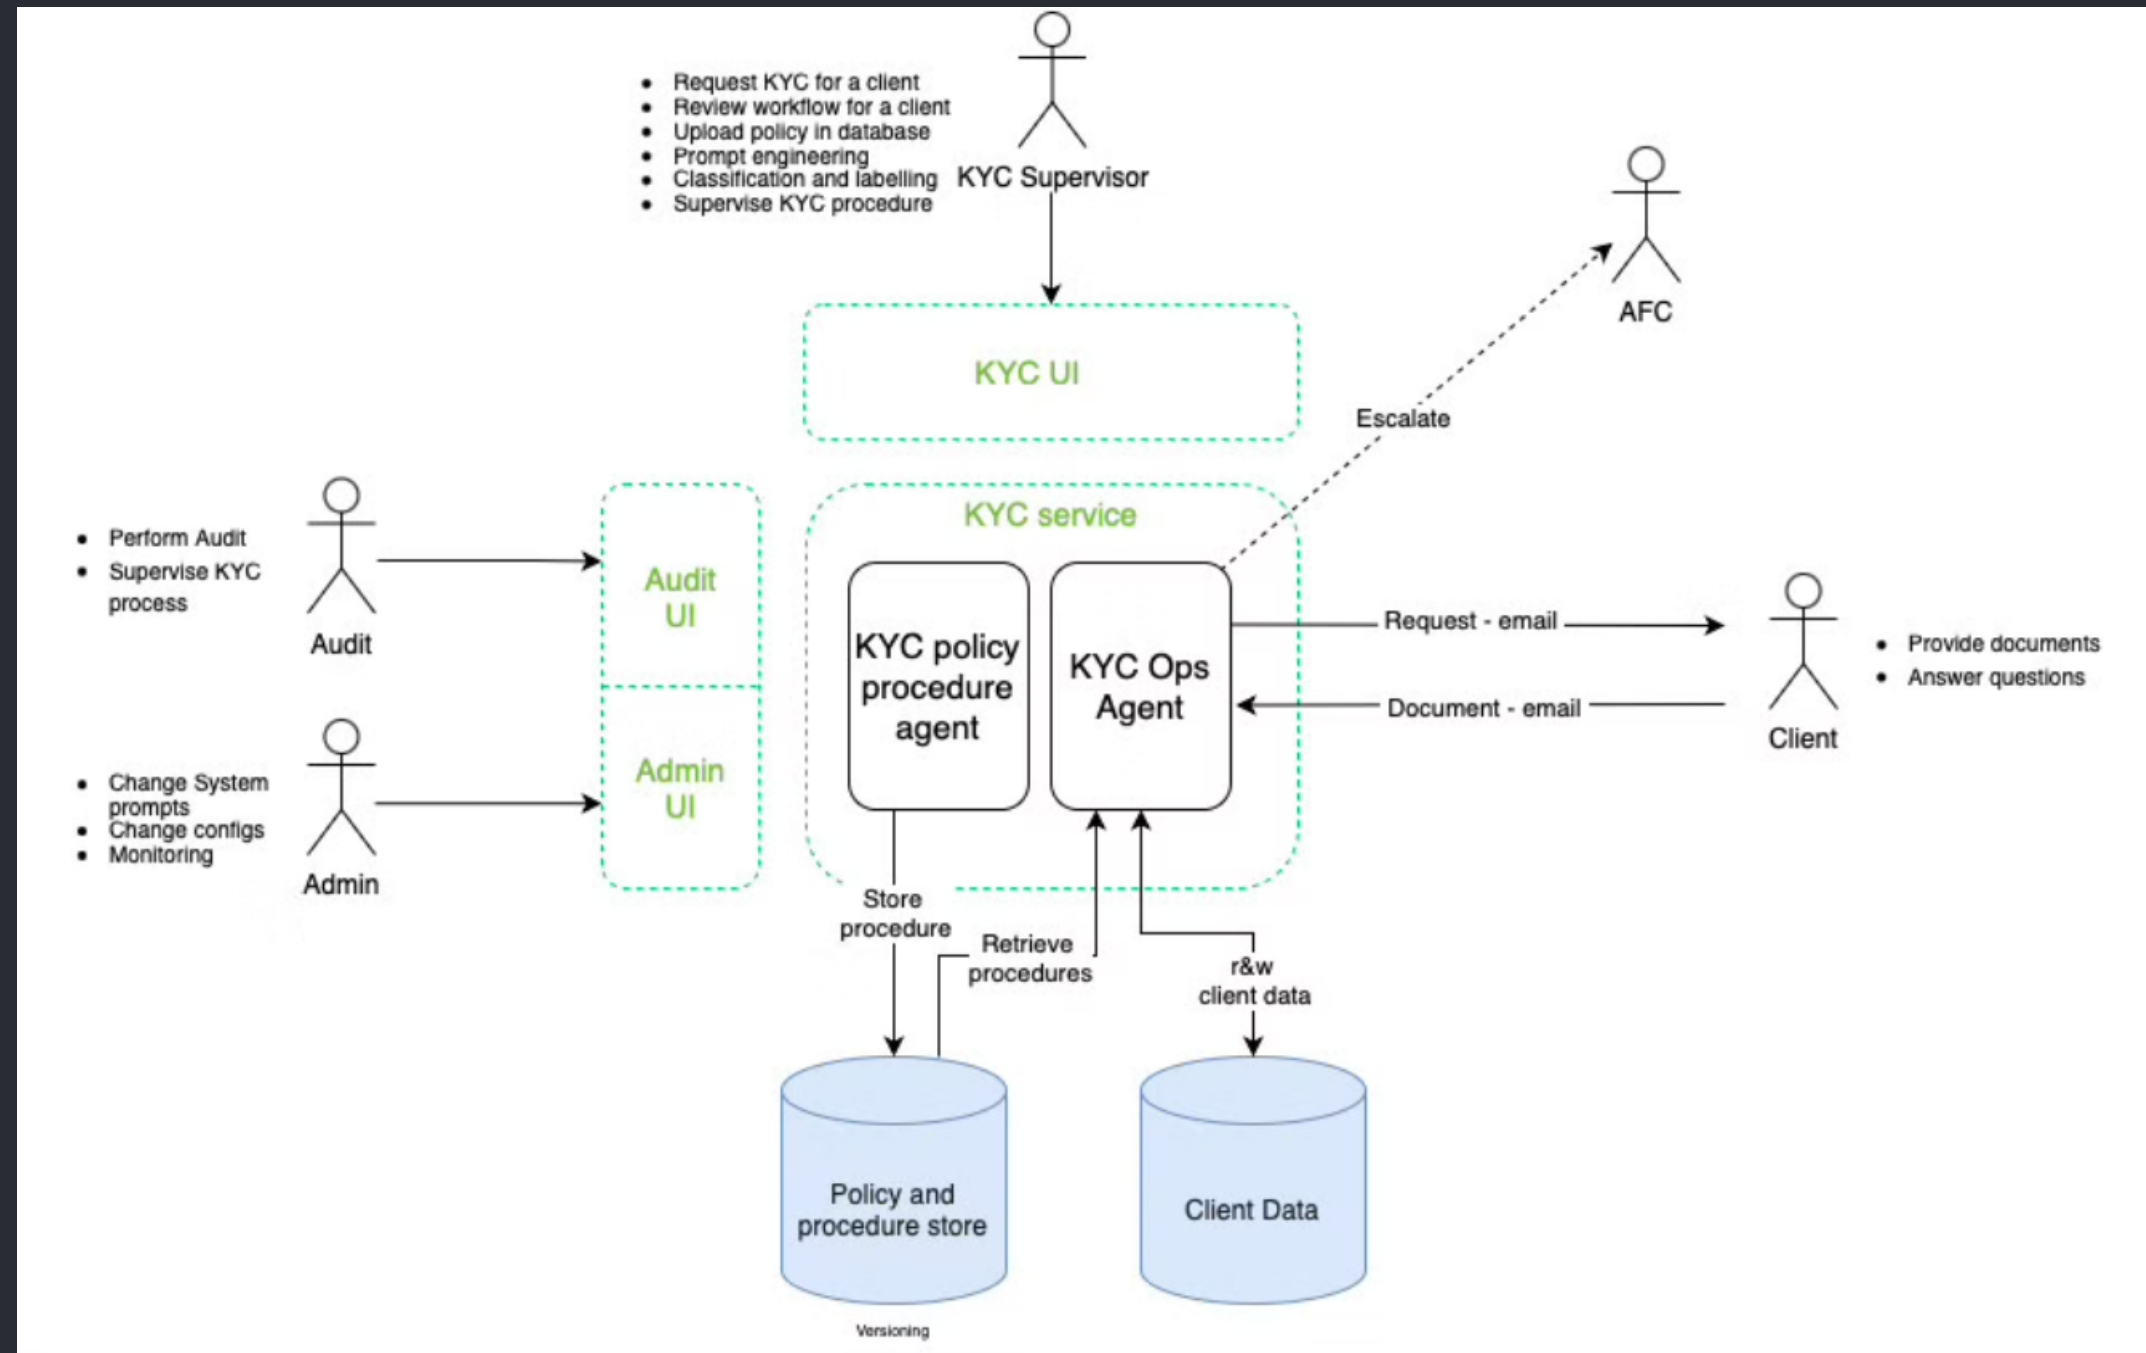 Request KYC for a client
Review workflow for a client
Upload policy in database
Prompt engineering
Classification and labelling
Supervise KYC procedure
KYC Supervisor
AFC
KYC UI
Escalate
Perform Audit
Supervise KYC
process
Audit
Audit
UI
KYC service
KYC policy
procedure
agent
KYC Ops
Agent
Request - email
Document - email
Client
Provide documents
Answer questions
Change System
prompts
Change configs
Monitoring
Admin
Admin
UI
Store
procedure
Retrieve
procedures
r&w
client data
Policy and
procedure store
Client Data
Versioning